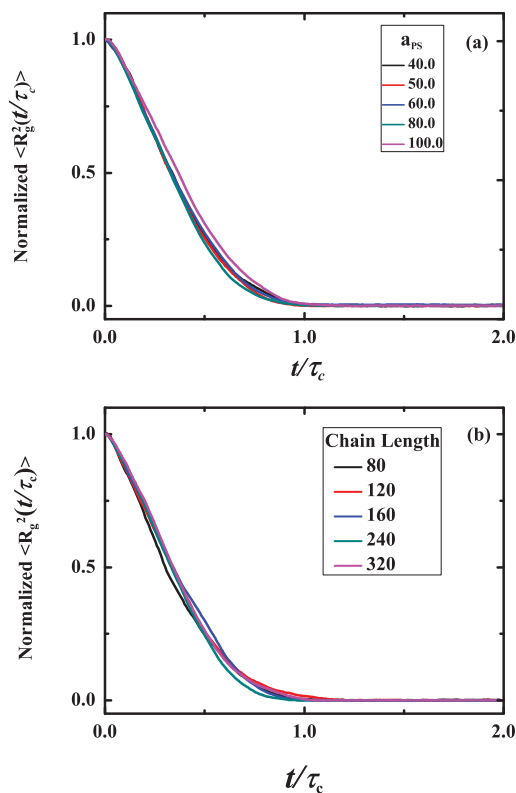 (a)
a_PS
40.0
50.0
60.0
80.0
100.0
Normalized <R_g^2(t/τ_c)>
1.0
0.5
0.0
0.0 1.0 2.0
t/τ_c
(b)
Chain Length
80
120
160
240
320
Normalized <R_g^2(t/τ_c)>
1.0
0.5
0.0
0.0 1.0 2.0
t/τ_c